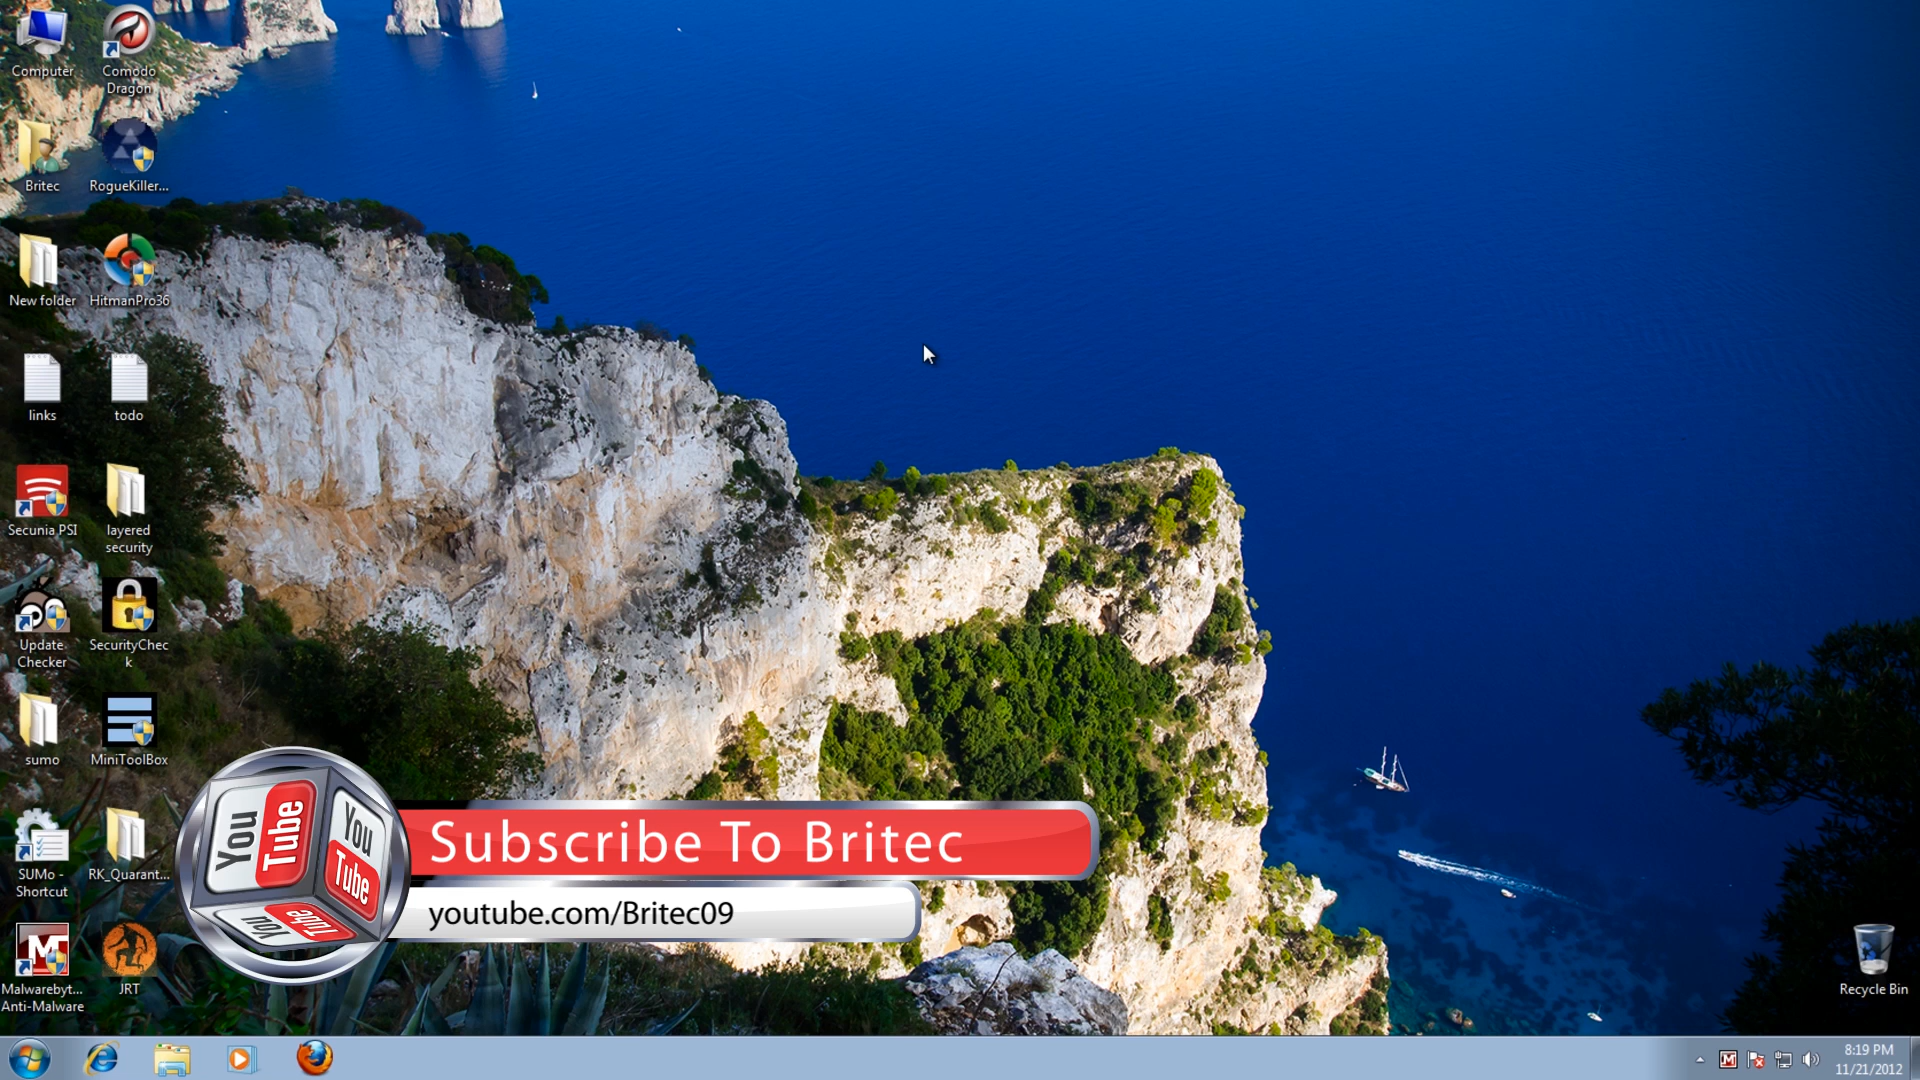 Computer
Comodo
Dragon
Britec
RogueKiller...
New folder
HitmanPro36
links
todo
Secunia PSI
layered
security
Update
Checker
SecurityChec
k
sumo
MiniToolBox
SUMo -
Shortcut
RK_Quarant...
Malwarebyt...
Anti-Malware
JRT
You
Tube
You
Tube
You
Tube
Subscribe To Britec
youtube.com/Britec09
Recycle Bin
8:19 PM
11/21/2012